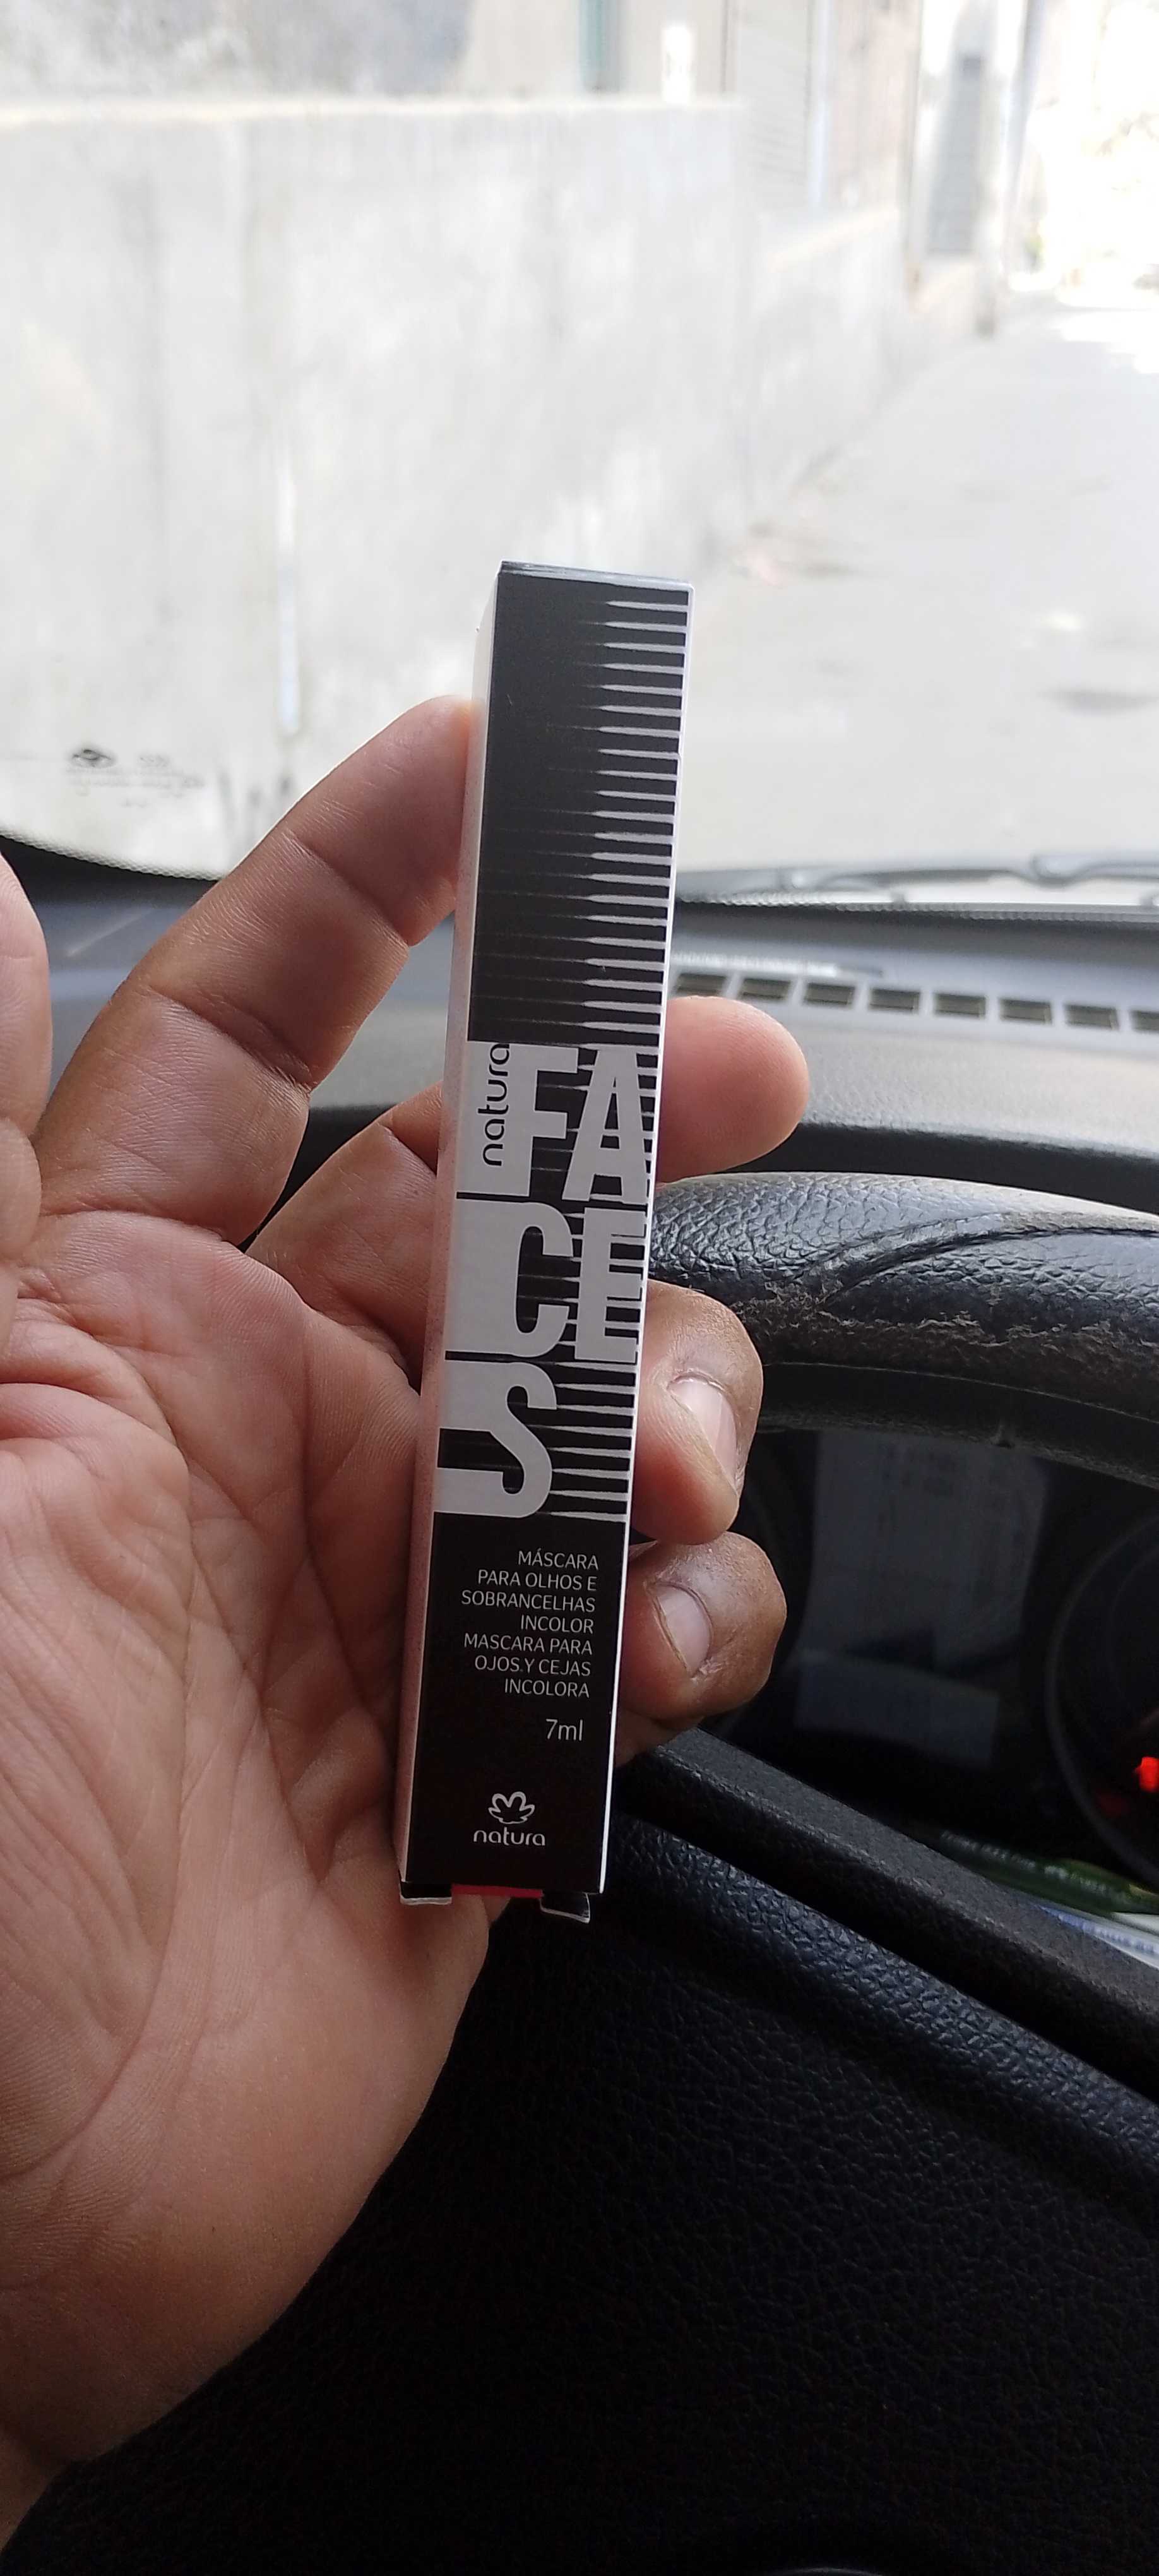 natura
FA
CE
S
MÁSCARA
PARA OLHOS E
SOBRANCELHAS
INCOLOR
MASCARA PARA
OJOS Y CEJAS
INCOLORA
7ml
natura